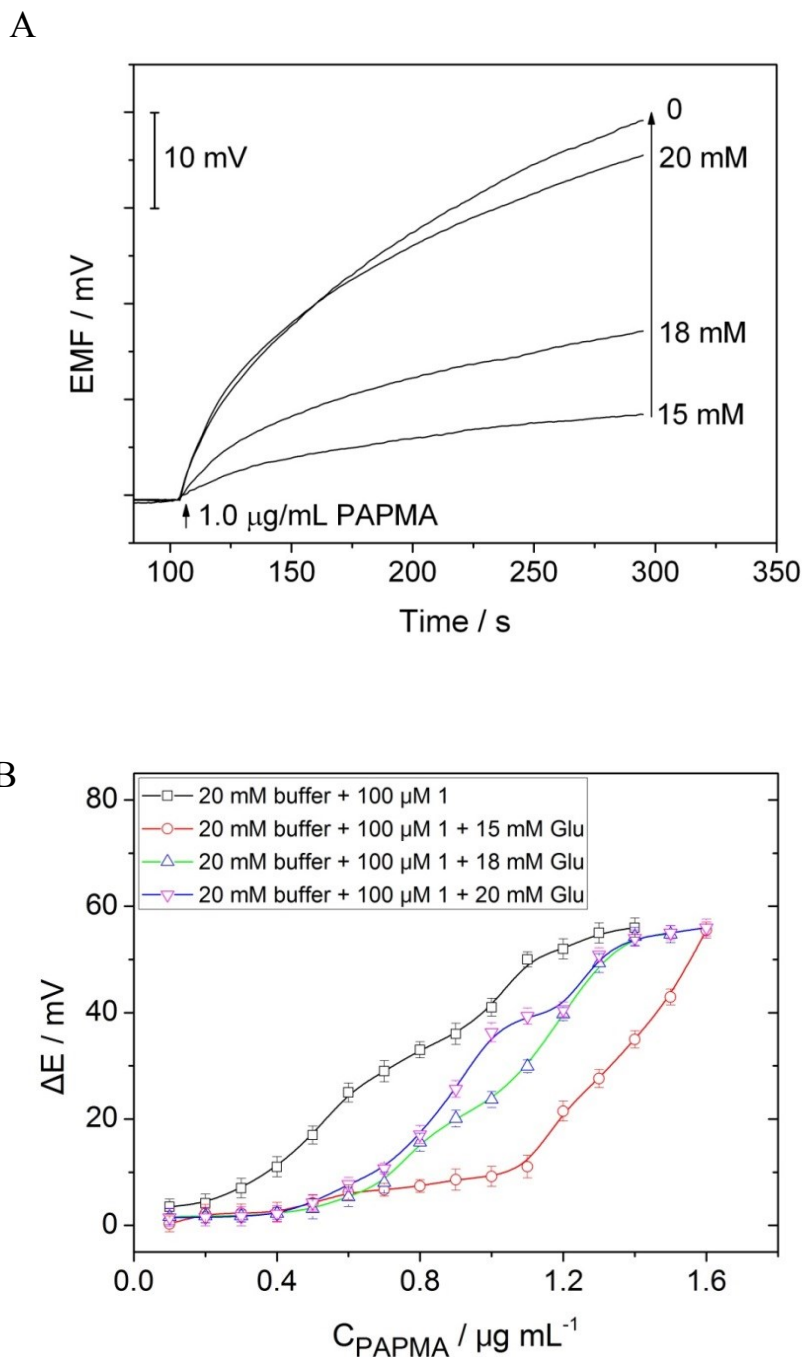 A
0
10 mV
20 mM
EMF / mV
18 mM
15 mM
1.0 µg/mL PAPMA
100 150 200 250 300 350
Time / s
B
80
20 mM buffer + 100 µM 1
20 mM buffer + 100 µM 1 + 15 mM Glu
20 mM buffer + 100 µM 1 + 18 mM Glu
20 mM buffer + 100 µM 1 + 20 mM Glu
60
40
ΔE / mV
20
0
0.0 0.4 0.8 1.2 1.6
C_PAPMA / µg mL⁻¹